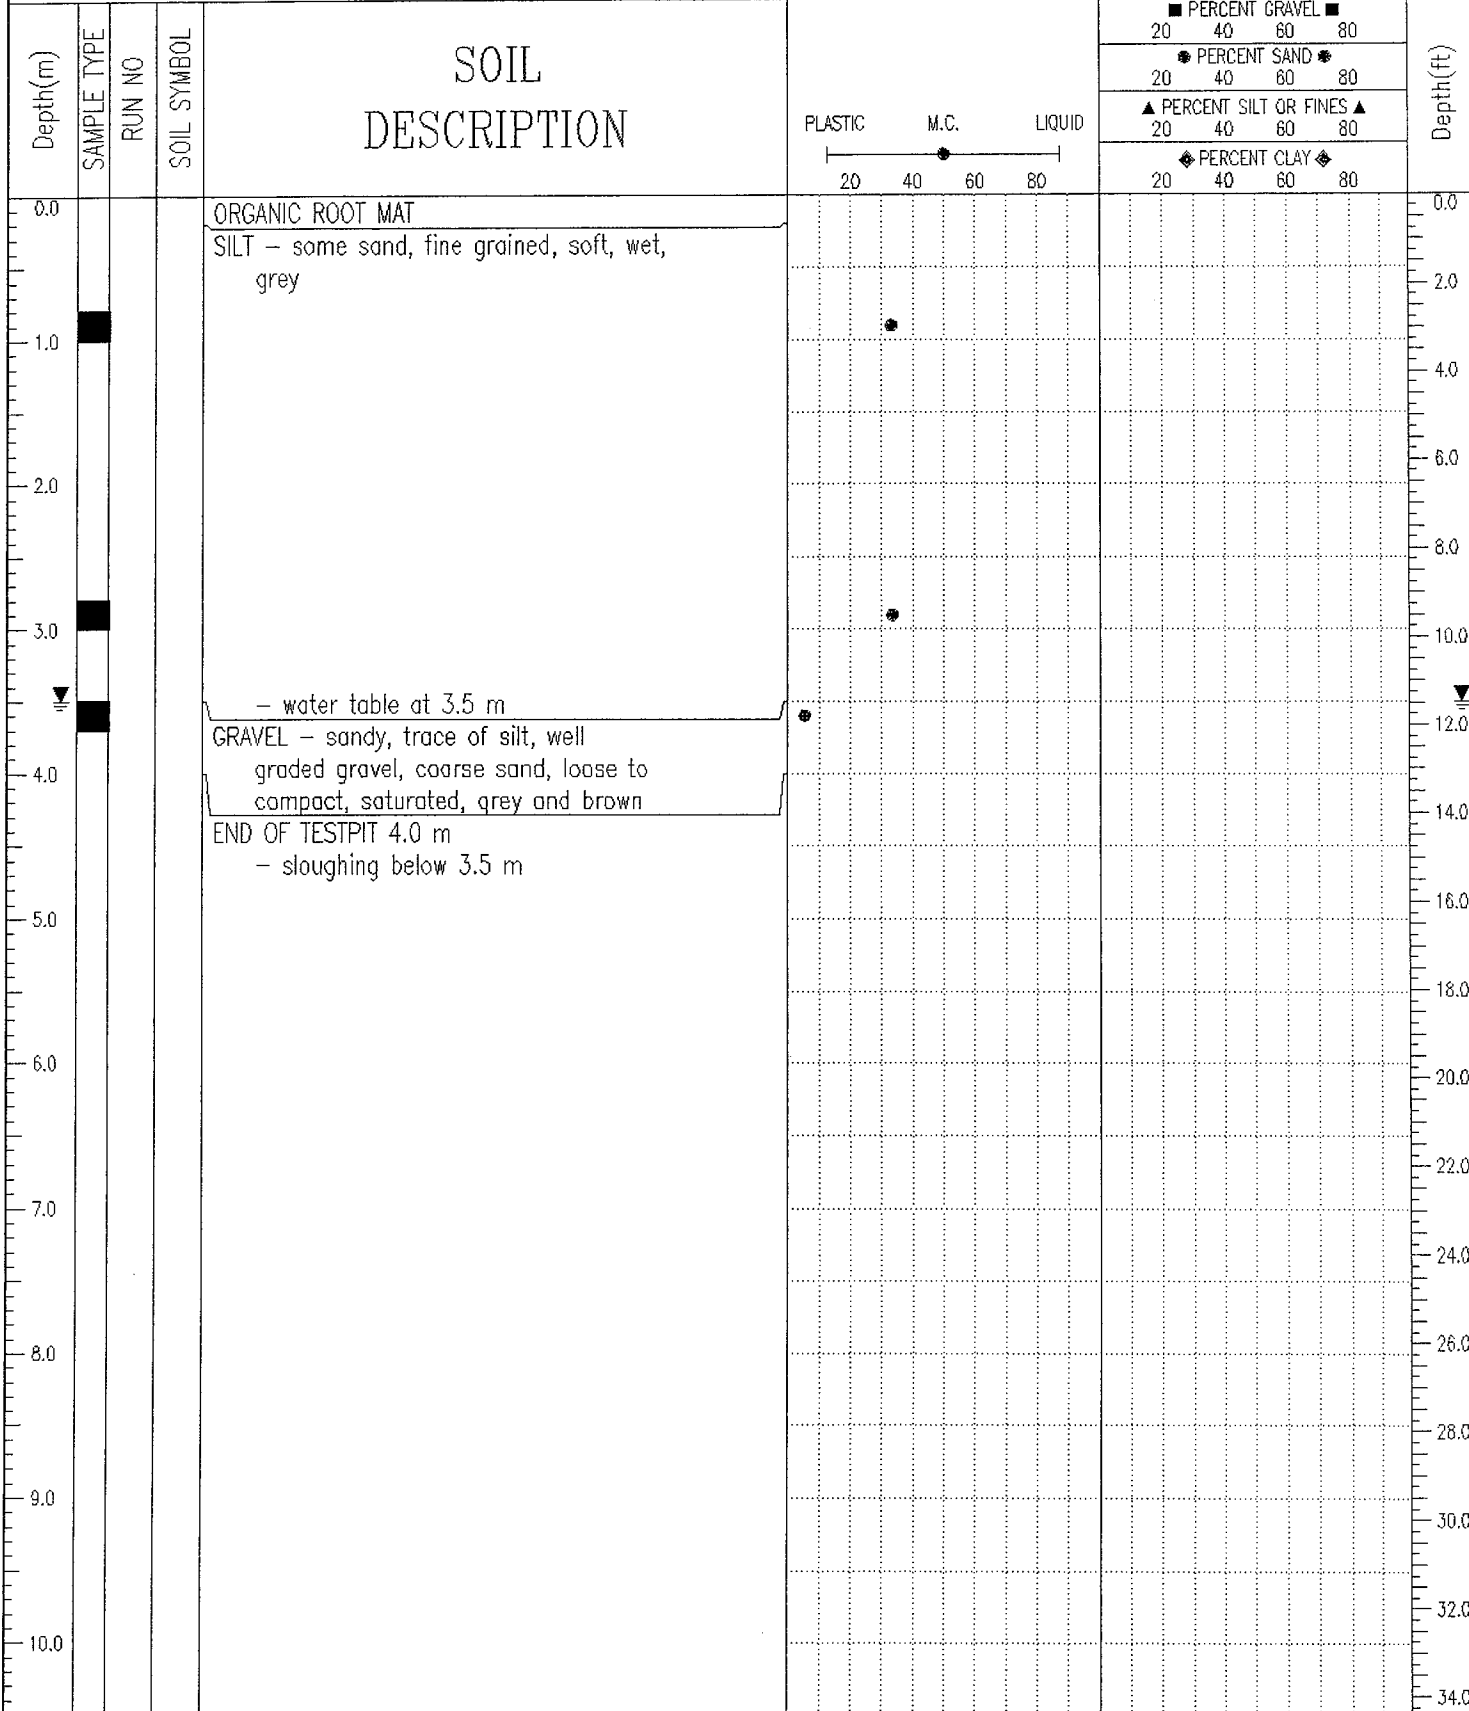 Depth(m)
SAMPLE TYPE
RUN NO
SOIL SYMBOL
SOIL
DESCRIPTION
PLASTIC M.C. LIQUID
20 40 60 80
■ PERCENT GRAVEL ■
20 40 60 80
● PERCENT SAND ●
20 40 60 80
▲ PERCENT SILT OR FINES ▲
20 40 60 80
◈ PERCENT CLAY ◈
20 40 60 80
Depth(ft)
0.0
1.0
2.0
3.0
4.0
5.0
6.0
7.0
8.0
9.0
10.0
ORGANIC ROOT MAT
SILT – some sand, fine grained, soft, wet,
grey
– water table at 3.5 m
GRAVEL – sandy, trace of silt, well
graded gravel, coarse sand, loose to
compact, saturated, grey and brown
END OF TESTPIT 4.0 m
– sloughing below 3.5 m
0.0
2.0
4.0
6.0
8.0
10.0
12.0
14.0
16.0
18.0
20.0
22.0
24.0
26.0
28.0
30.0
32.0
34.0